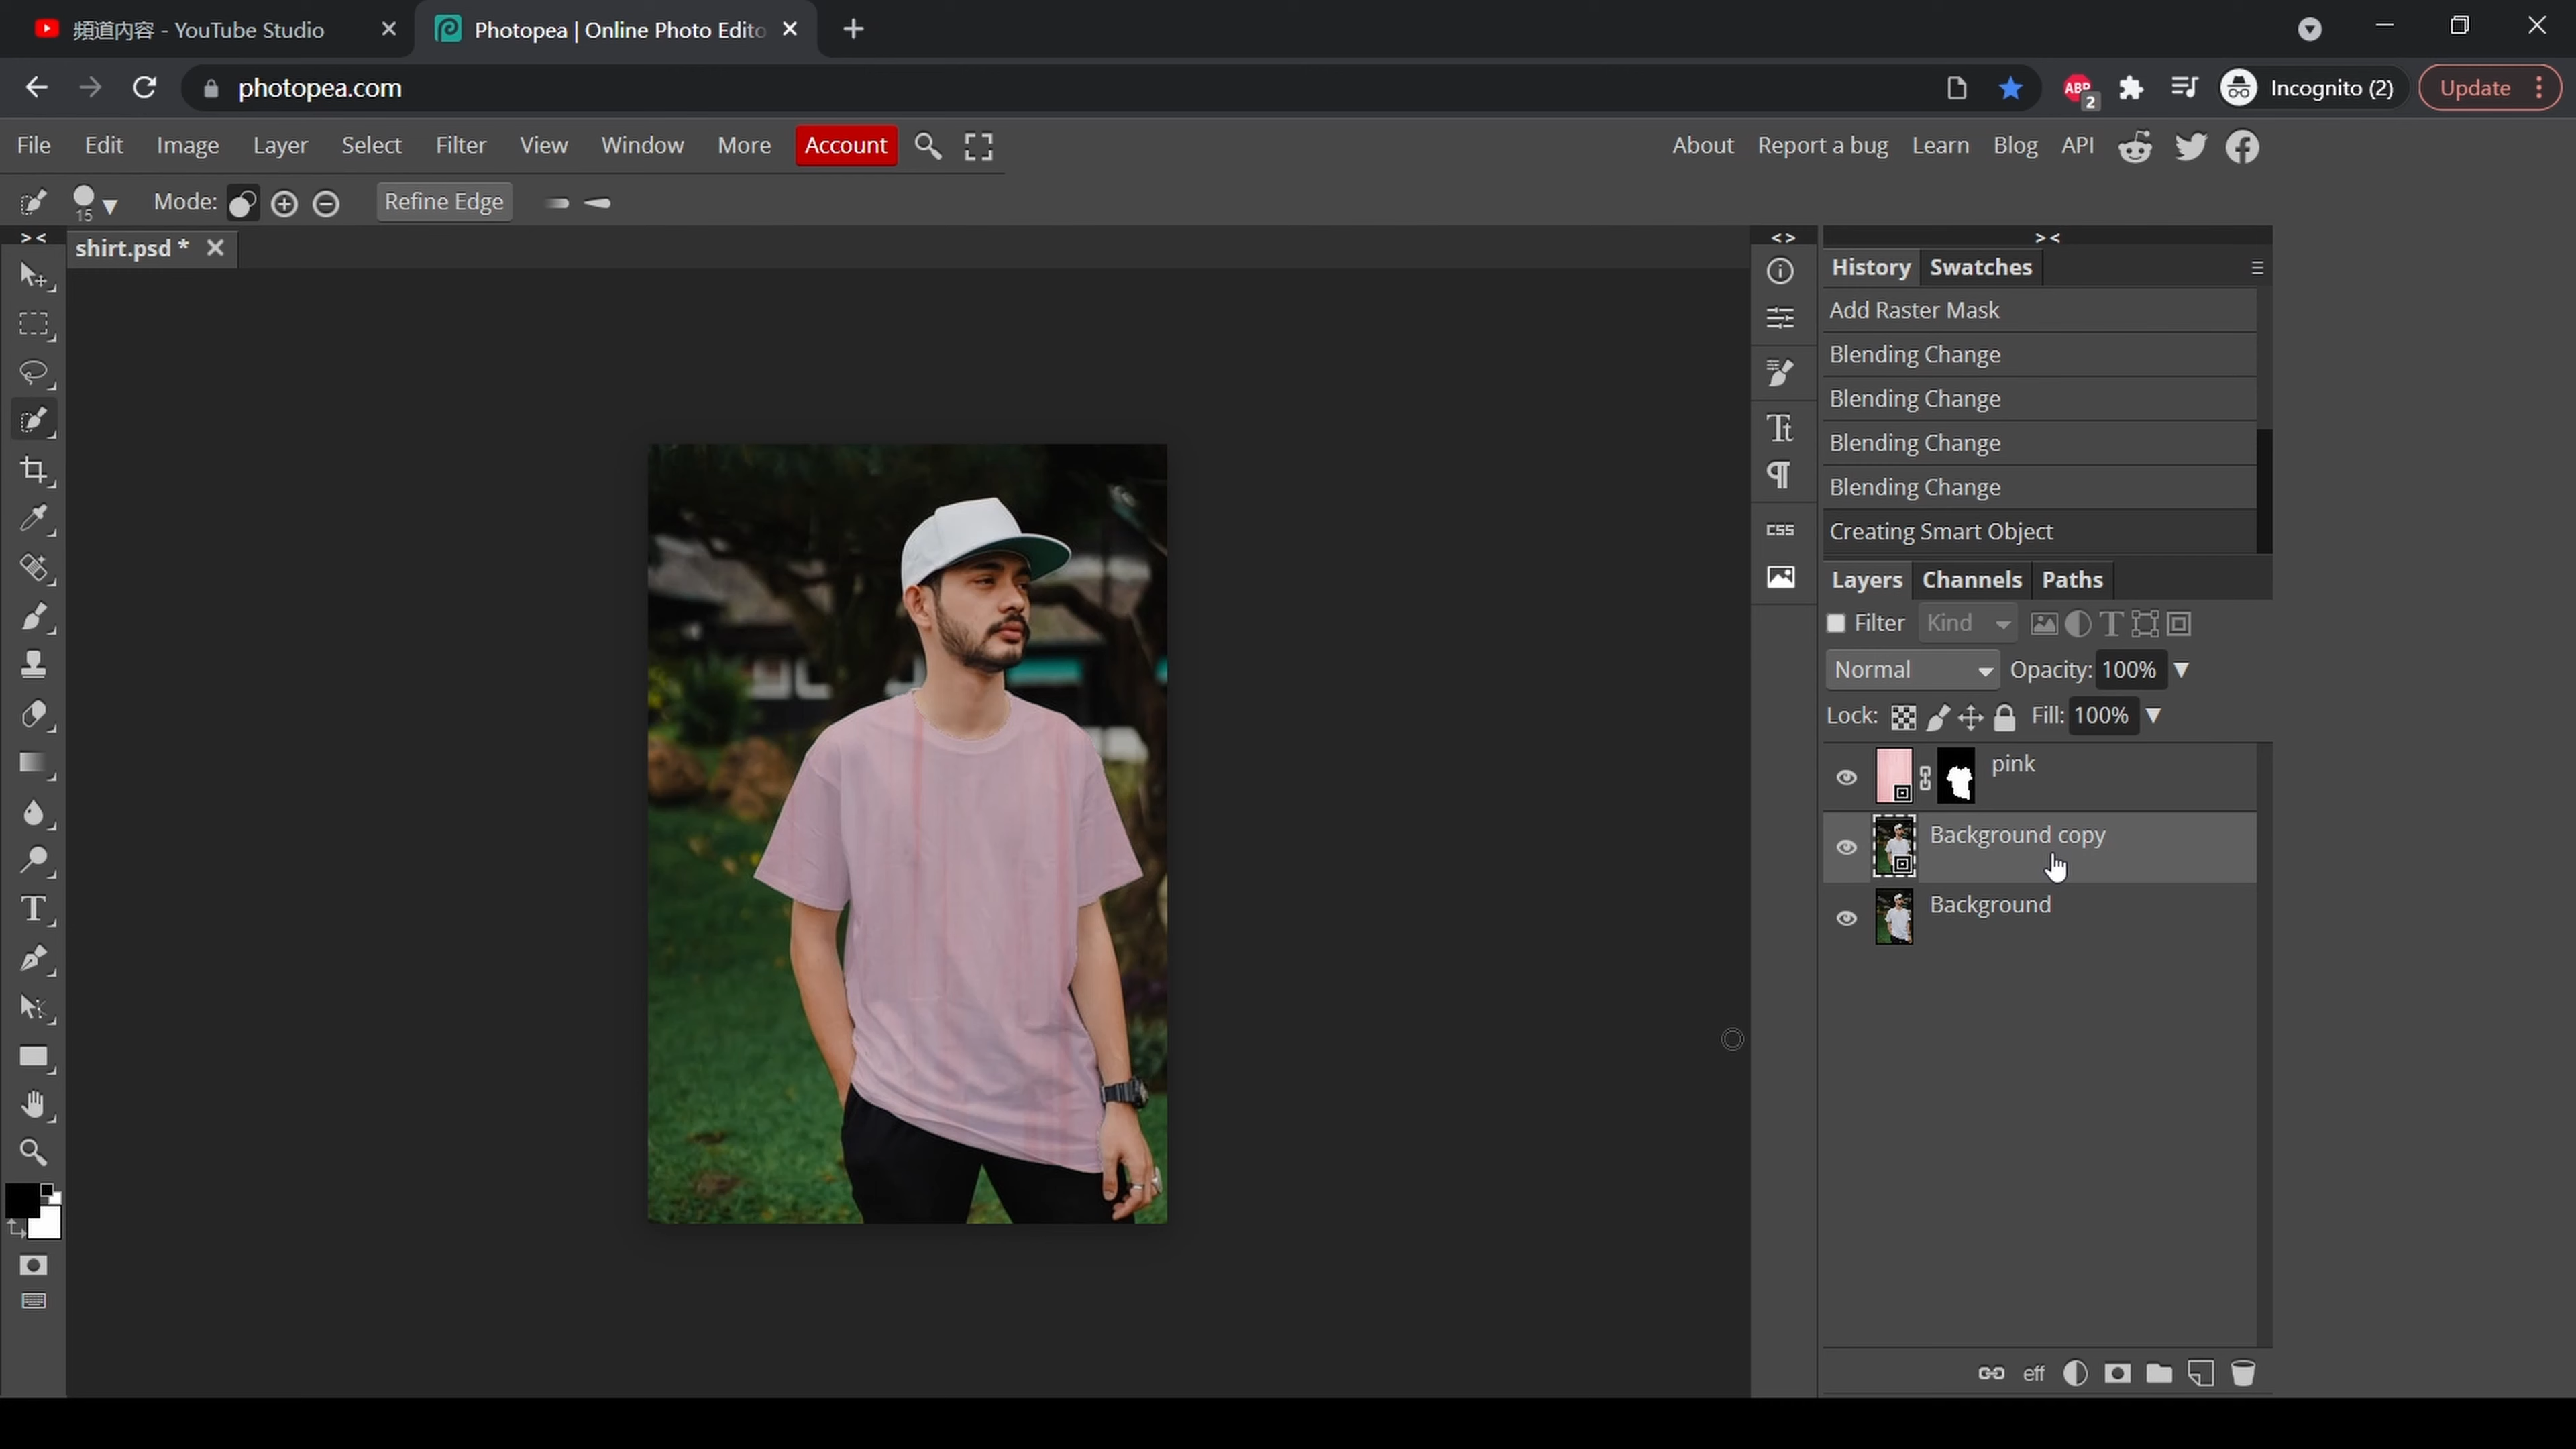 頻道內容 - YouTube Studio
Photopea | Online Photo Edito
photopea.com
ABP
2
Incognito (2)
Update
File
Edit
Image
Layer
Select
Filter
View
Window
More
Account
About
Report a bug
Learn
Blog
API
15
Mode:
Refine Edge
> <
shirt.psd *
< >
> <
History
Swatches
Add Raster Mask
Blending Change
Blending Change
Blending Change
Blending Change
Creating Smart Object
CSS
Layers
Channels
Paths
Filter
Kind
Normal
Opacity: 100%
Lock:
Fill: 100%
pink
Background copy
Background
eff